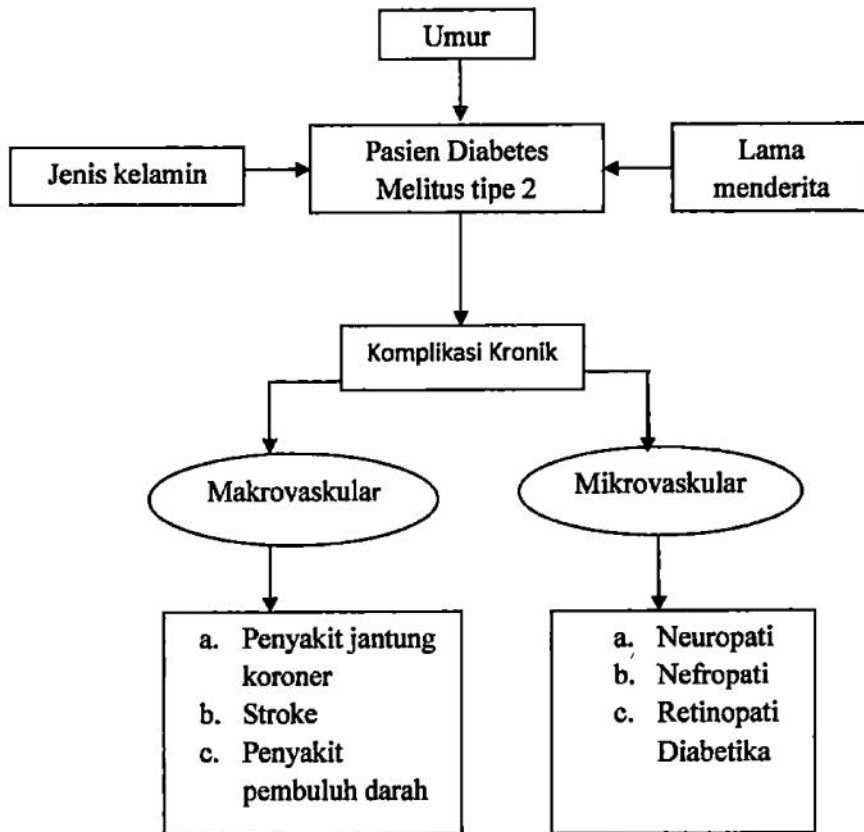 Umur
Jenis kelamin
Pasien Diabetes
Melitus tipe 2
Lama
menderita
Komplikasi Kronik
Makrovaskular
Mikrovaskular
a. Penyakit jantung
koroner
b. Stroke
c. Penyakit
pembuluh darah
a. Neuropati
b. Nefropati
c. Retinopati
Diabetika